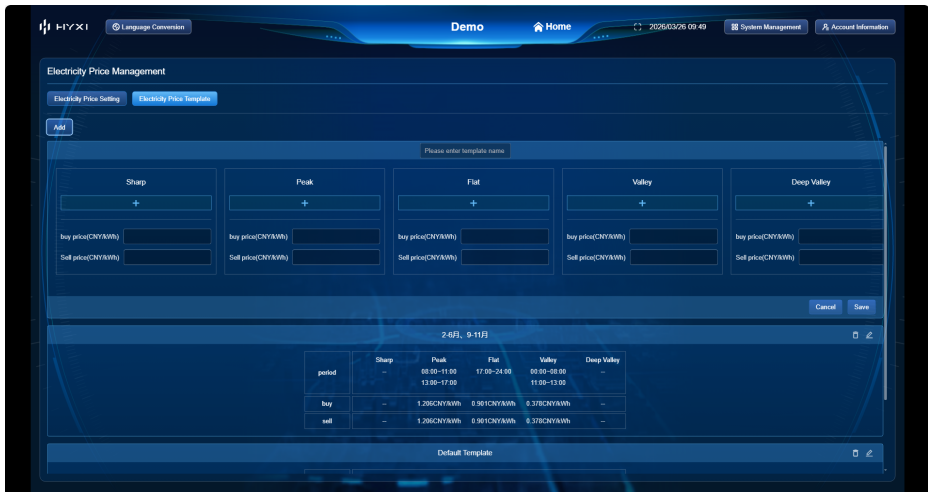 HYXI
Language Conversion
Demo
Home
2026/03/26 09:49
System Management
Account Information
Electricity Price Management
Electricity Price Setting
Electricity Price Template
Add
Please enter template name
Sharp Peak Flat Valley Deep Valley
+ + + + +
buy price(CNY/kWh) buy price(CNY/kWh) buy price(CNY/kWh) buy price(CNY/kWh) buy price(CNY/kWh)
Sell price(CNY/kWh) Sell price(CNY/kWh) Sell price(CNY/kWh) Sell price(CNY/kWh) Sell price(CNY/kWh)
Cancel Save
2-6月、9-11月
Sharp Peak Flat Valley Deep Valley
period -- 08:00~11:00 17:00~24:00 00:00~08:00 --
13:00~17:00 11:00~13:00
buy -- 1.206CNY/kWh 0.901CNY/kWh 0.378CNY/kWh --
sell -- 1.206CNY/kWh 0.901CNY/kWh 0.378CNY/kWh --
Default Template